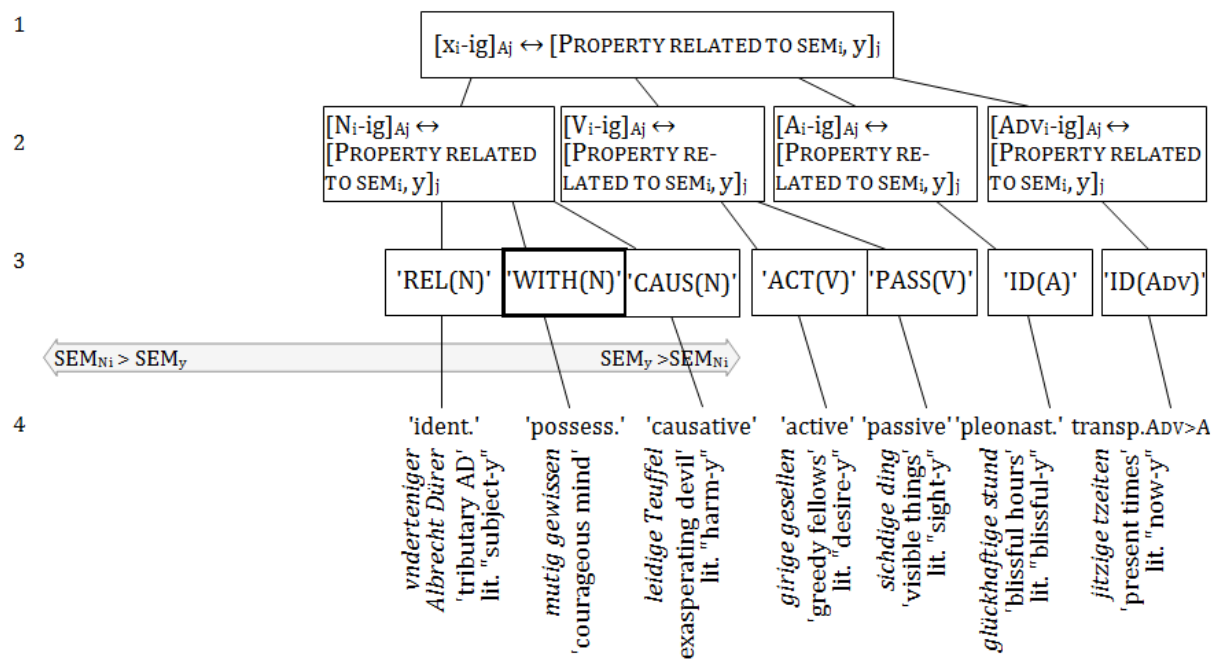 1
[xi-ig]Aj ↔ [PROPERTY RELATED TO SEMi, y]j
2
[Ni-ig]Aj ↔
[PROPERTY RELATED
TO SEMi, y]j
[Vi-ig]Aj ↔
[PROPERTY RE-
LATED TO SEMi, y]j
[Ai-ig]Aj ↔
[PROPERTY RE-
LATED TO SEMi, y]j
[ADVi-ig]Aj ↔
[PROPERTY RELATED
TO SEMi, y]j
3
'REL(N)'
'WITH(N)'
'CAUS(N)'
'ACT(V)'
'PASS(V)'
'ID(A)'
'ID(ADV)'
SEMNi > SEMy
SEMy >SEMNi
4
'ident.'
'possess.'
'causative'
'active'
'passive'
'pleonast.'
transp.ADV>A
vnderteniger
Albrecht Dürer
'tributary AD'
lit. "subject-y"
mutig gewissen
'courageous mind'
leidige Teuffel
exasperating devil'
lit. "harm-y"
girige gesellen
'greedy fellows'
lit. "desire-y"
sichdige ding
'visible things'
lit. "sight-y"
glückhaftige stund
'blissful hours'
lit. "blissful-y"
jitzige tzeiten
'present times'
lit. "now-y"